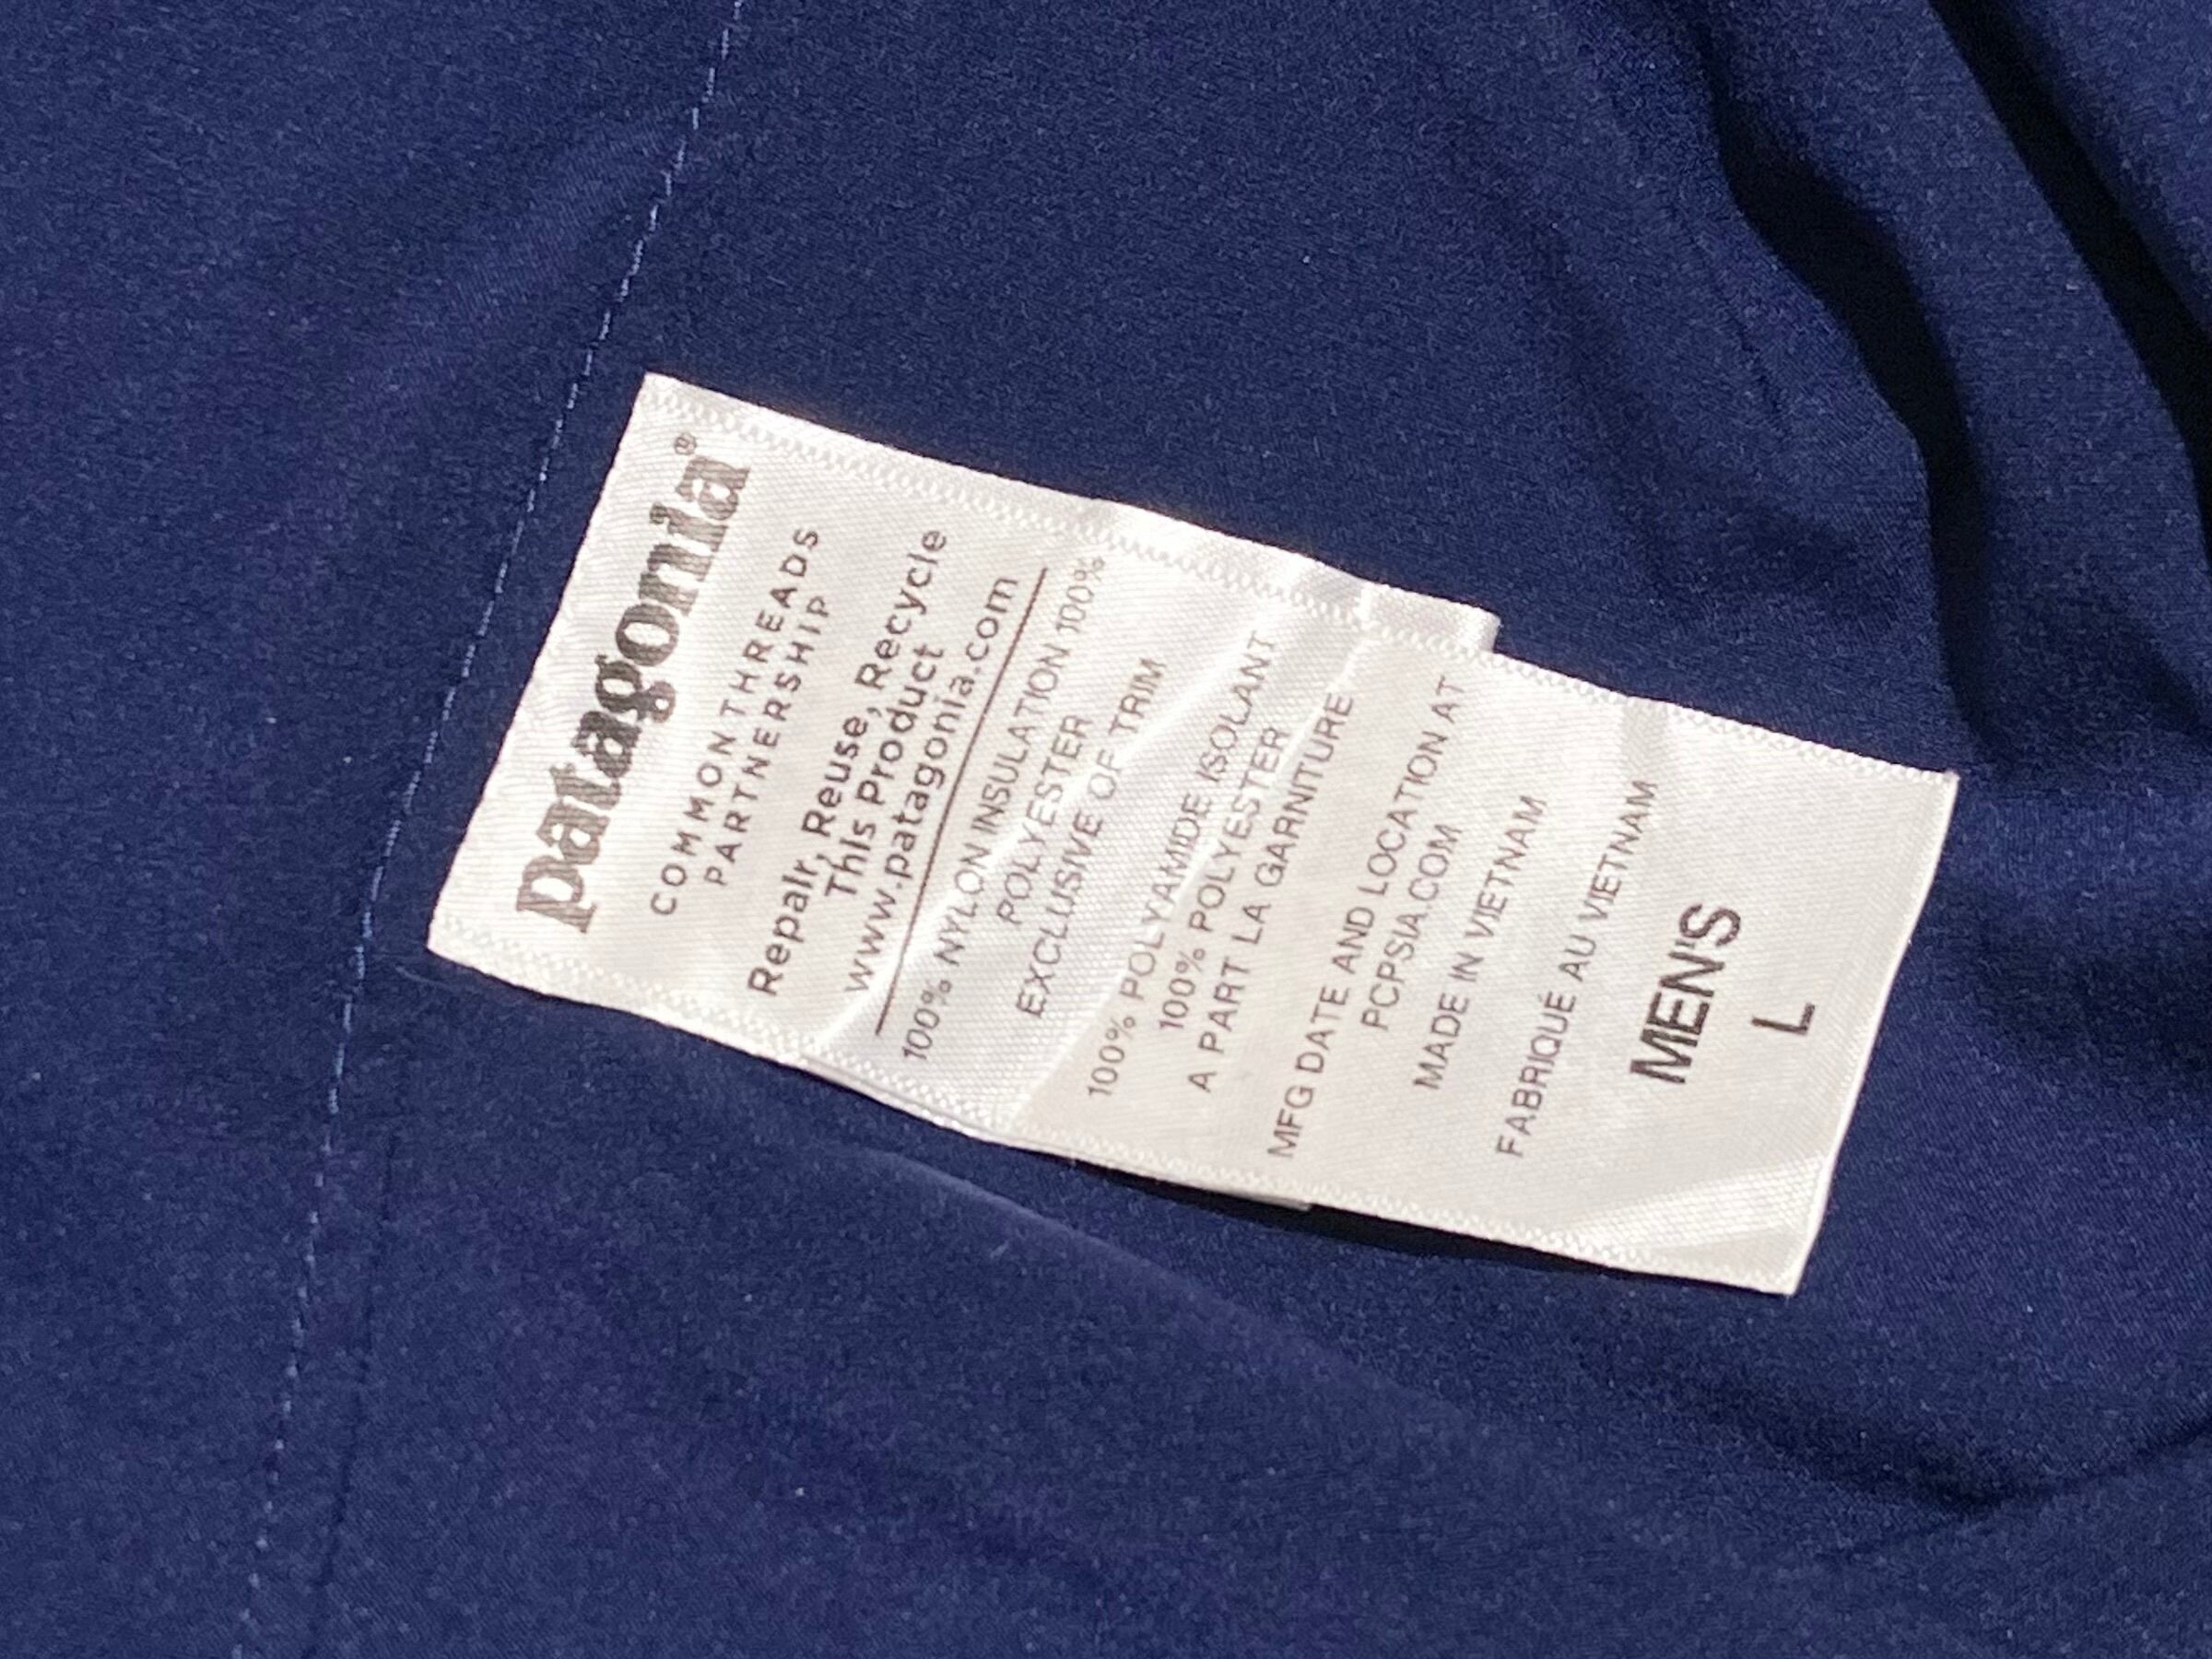 patagonia®
COMMON THREADS
PARTNERSHIP
Repair, Reuse, Recycle
This Product
www.patagonia.com
100% NYLON INSULATION 100%
POLYESTER
EXCLUSIVE OF TRIM
100% POLYAMIDE ISOLANT
100% POLYESTER
A PART LA GARNITURE
MFG DATE AND LOCATION AT
PCPSIA.COM
MADE IN VIETNAM
FABRIQUÉ AU VIETNAM
MEN'S
L